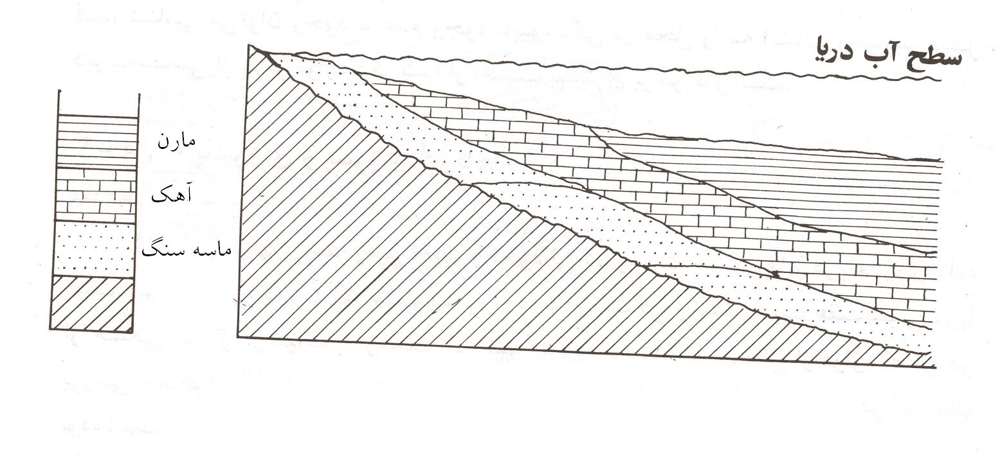 سطح آب دریا
مارن
آهک
ماسه سنگ